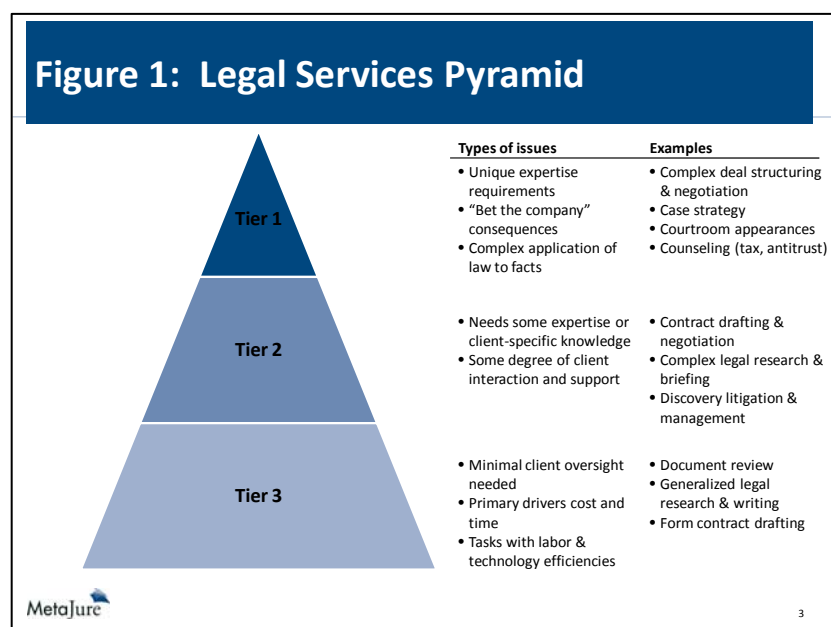 Figure 1:  Legal Services Pyramid
Types of issues
Examples
Tier 1
• Unique expertise
requirements
• “Bet the company”
consequences
• Complex application of
law to facts
• Complex deal structuring
& negotiation
• Case strategy
• Courtroom appearances
• Counseling (tax, antitrust)
Tier 2
• Needs some expertise or
client-specific knowledge
• Some degree of client
interaction and support
• Contract drafting &
negotiation
• Complex legal research &
briefing
• Discovery litigation &
management
Tier 3
• Minimal client oversight
needed
• Primary drivers cost and
time
• Tasks with labor &
technology efficiencies
• Document review
• Generalized legal
research & writing
• Form contract drafting
MetaJure
3